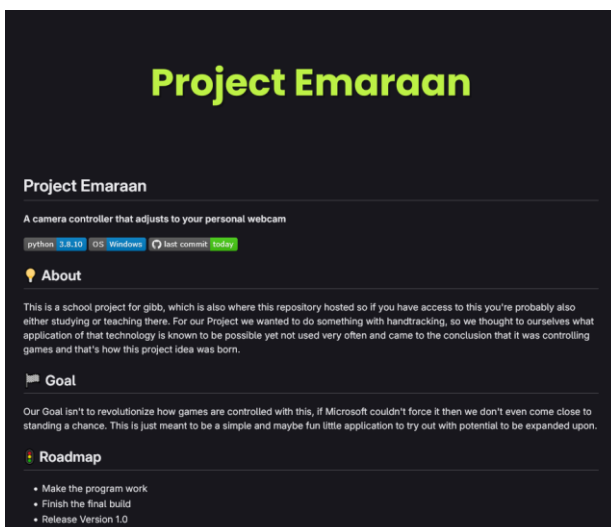 Project Emaraan
Project Emaraan
A camera controller that adjusts to your personal webcam
python 3.8.10 OS Windows last commit today
About
This is a school project for gibb, which is also where this repository hosted so if you have access to this you're probably also
either studying or teaching there. For our Project we wanted to do something with handtracking, so we thought to ourselves what
application of that technology is known to be possible yet not used very often and came to the conclusion that it was controlling
games and that's how this project idea was born.
Goal
Our Goal isn't to revolutionize how games are controlled with this, if Microsoft couldn't force it then we don't even come close to
standing a chance. This is just meant to be a simple and maybe fun little application to try out with potential to be expanded upon.
Roadmap
• Make the program work
• Finish the final build
• Release Version 1.0